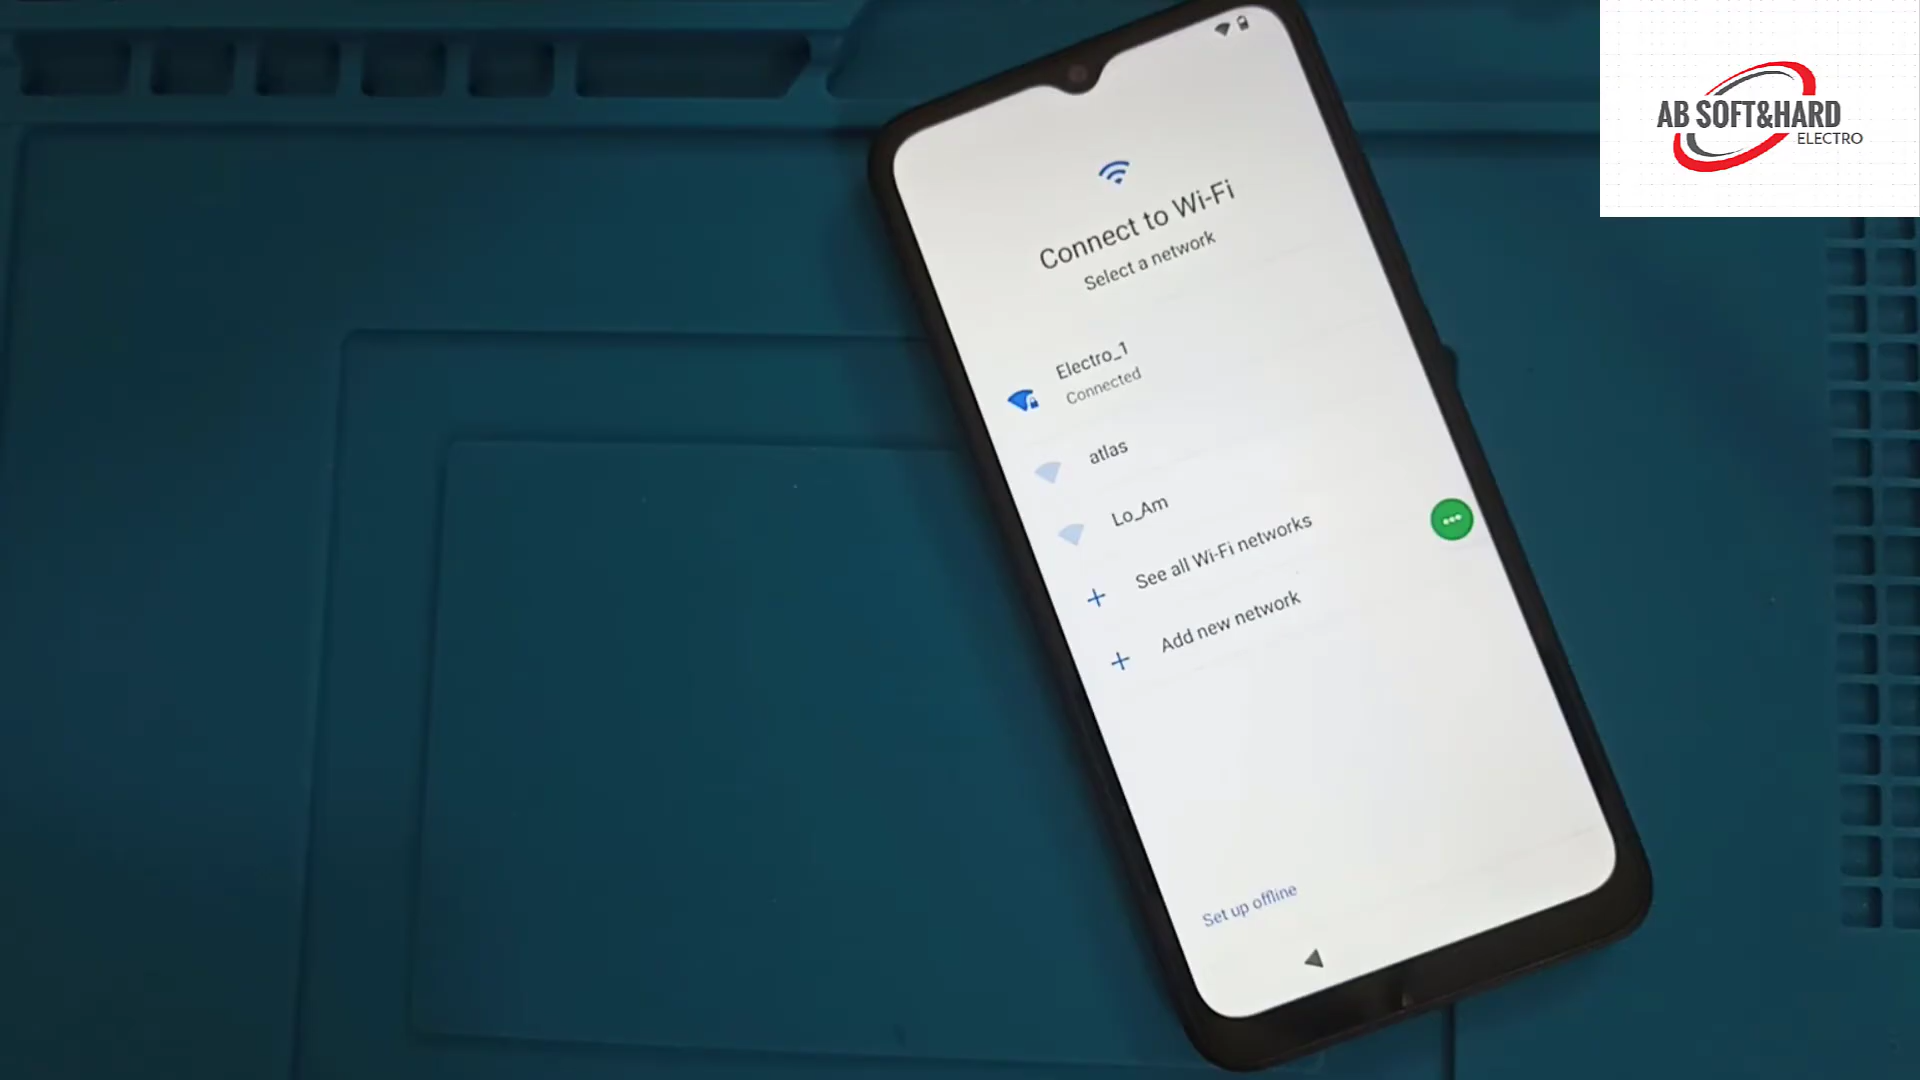 AB SOFT&HARD
ELECTRO
Connect to Wi-Fi
Select a network
Electro_1
Connected
atlas
Lo_Am
See all Wi-Fi networks
Add new network
Set up offline